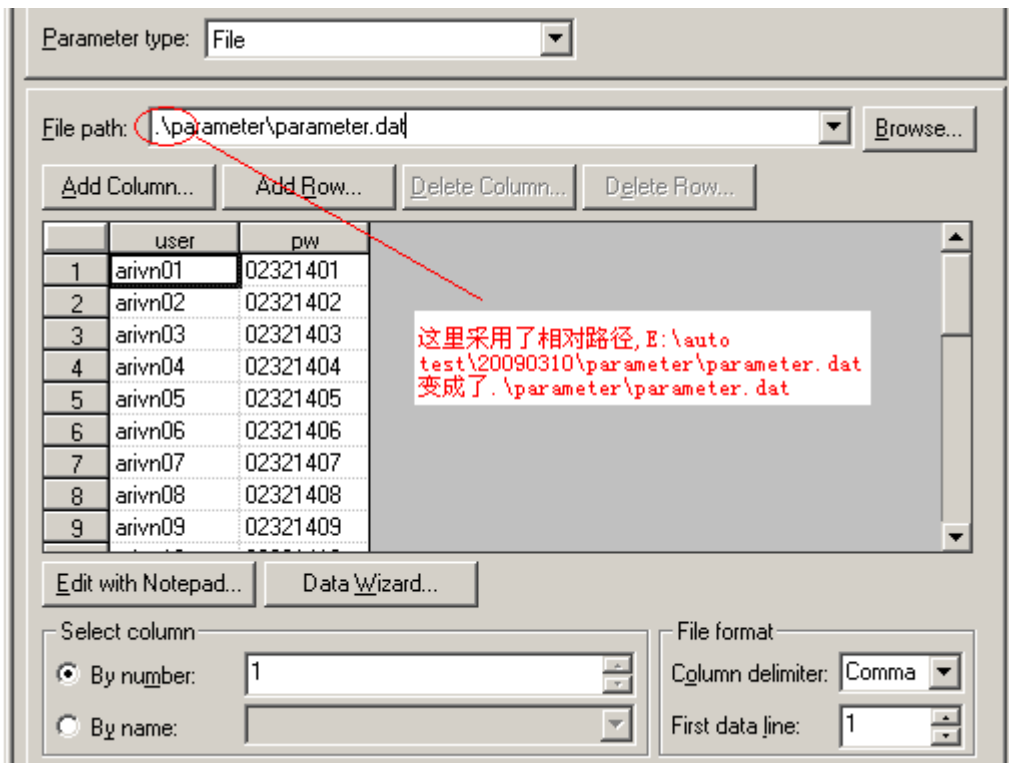 Parameter type: File
File path: .\parameter\parameter.dat Browse...
Add Column... Add Row... Delete Column... Delete Row...
user pw
1 arivn01 02321401
2 arivn02 02321402
3 arivn03 02321403
4 arivn04 02321404
5 arivn05 02321405
6 arivn06 02321406
7 arivn07 02321407
8 arivn08 02321408
9 arivn09 02321409
这里采用了相对路径,E:\auto
test\20090310\parameter\parameter.dat
变成了.\parameter\parameter.dat
Edit with Notepad... Data Wizard...
Select column
By number: 1
By name:
File format
Column delimiter: Comma
First data line: 1